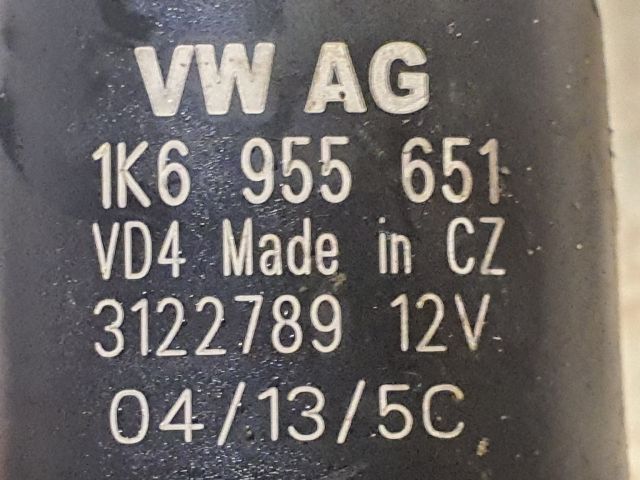 VW AG
1K6 955 651
VD4 Made in CZ
3122789 12V
04/13/5C